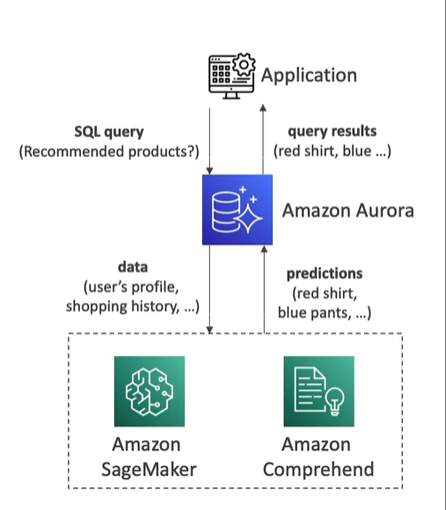 Application
SQL query
(Recommended products?)
query results
(red shirt, blue ...)
Amazon Aurora
data
(user's profile,
shopping history, ...)
predictions
(red shirt,
blue pants, ...)
Amazon
SageMaker
Amazon
Comprehend